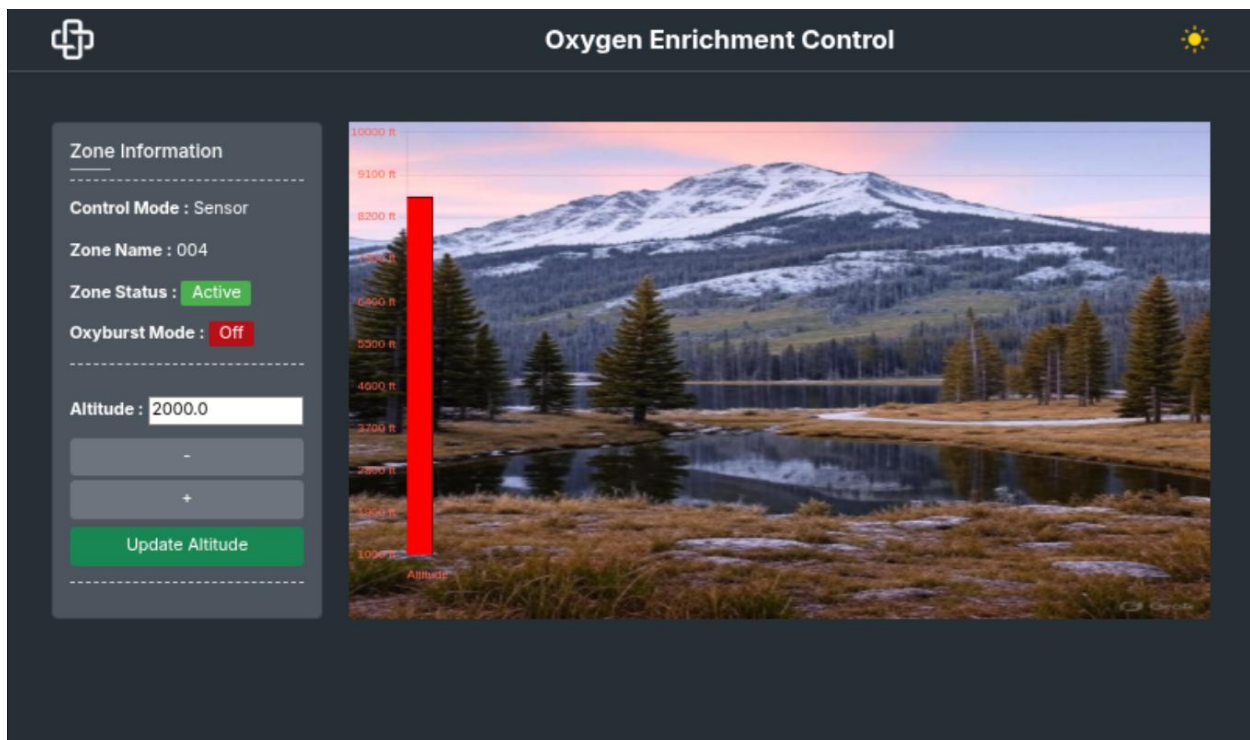 Oxygen Enrichment Control
Zone Information
Control Mode : Sensor
Zone Name : 004
Zone Status : Active
Oxyburst Mode : Off
Altitude : 2000.0
-
+
Update Altitude
10000 ft
9100 ft
8200 ft
6400 ft
5500 ft
4600 ft
3700 ft
2800 ft
1900 ft
1000 ft
Altitude